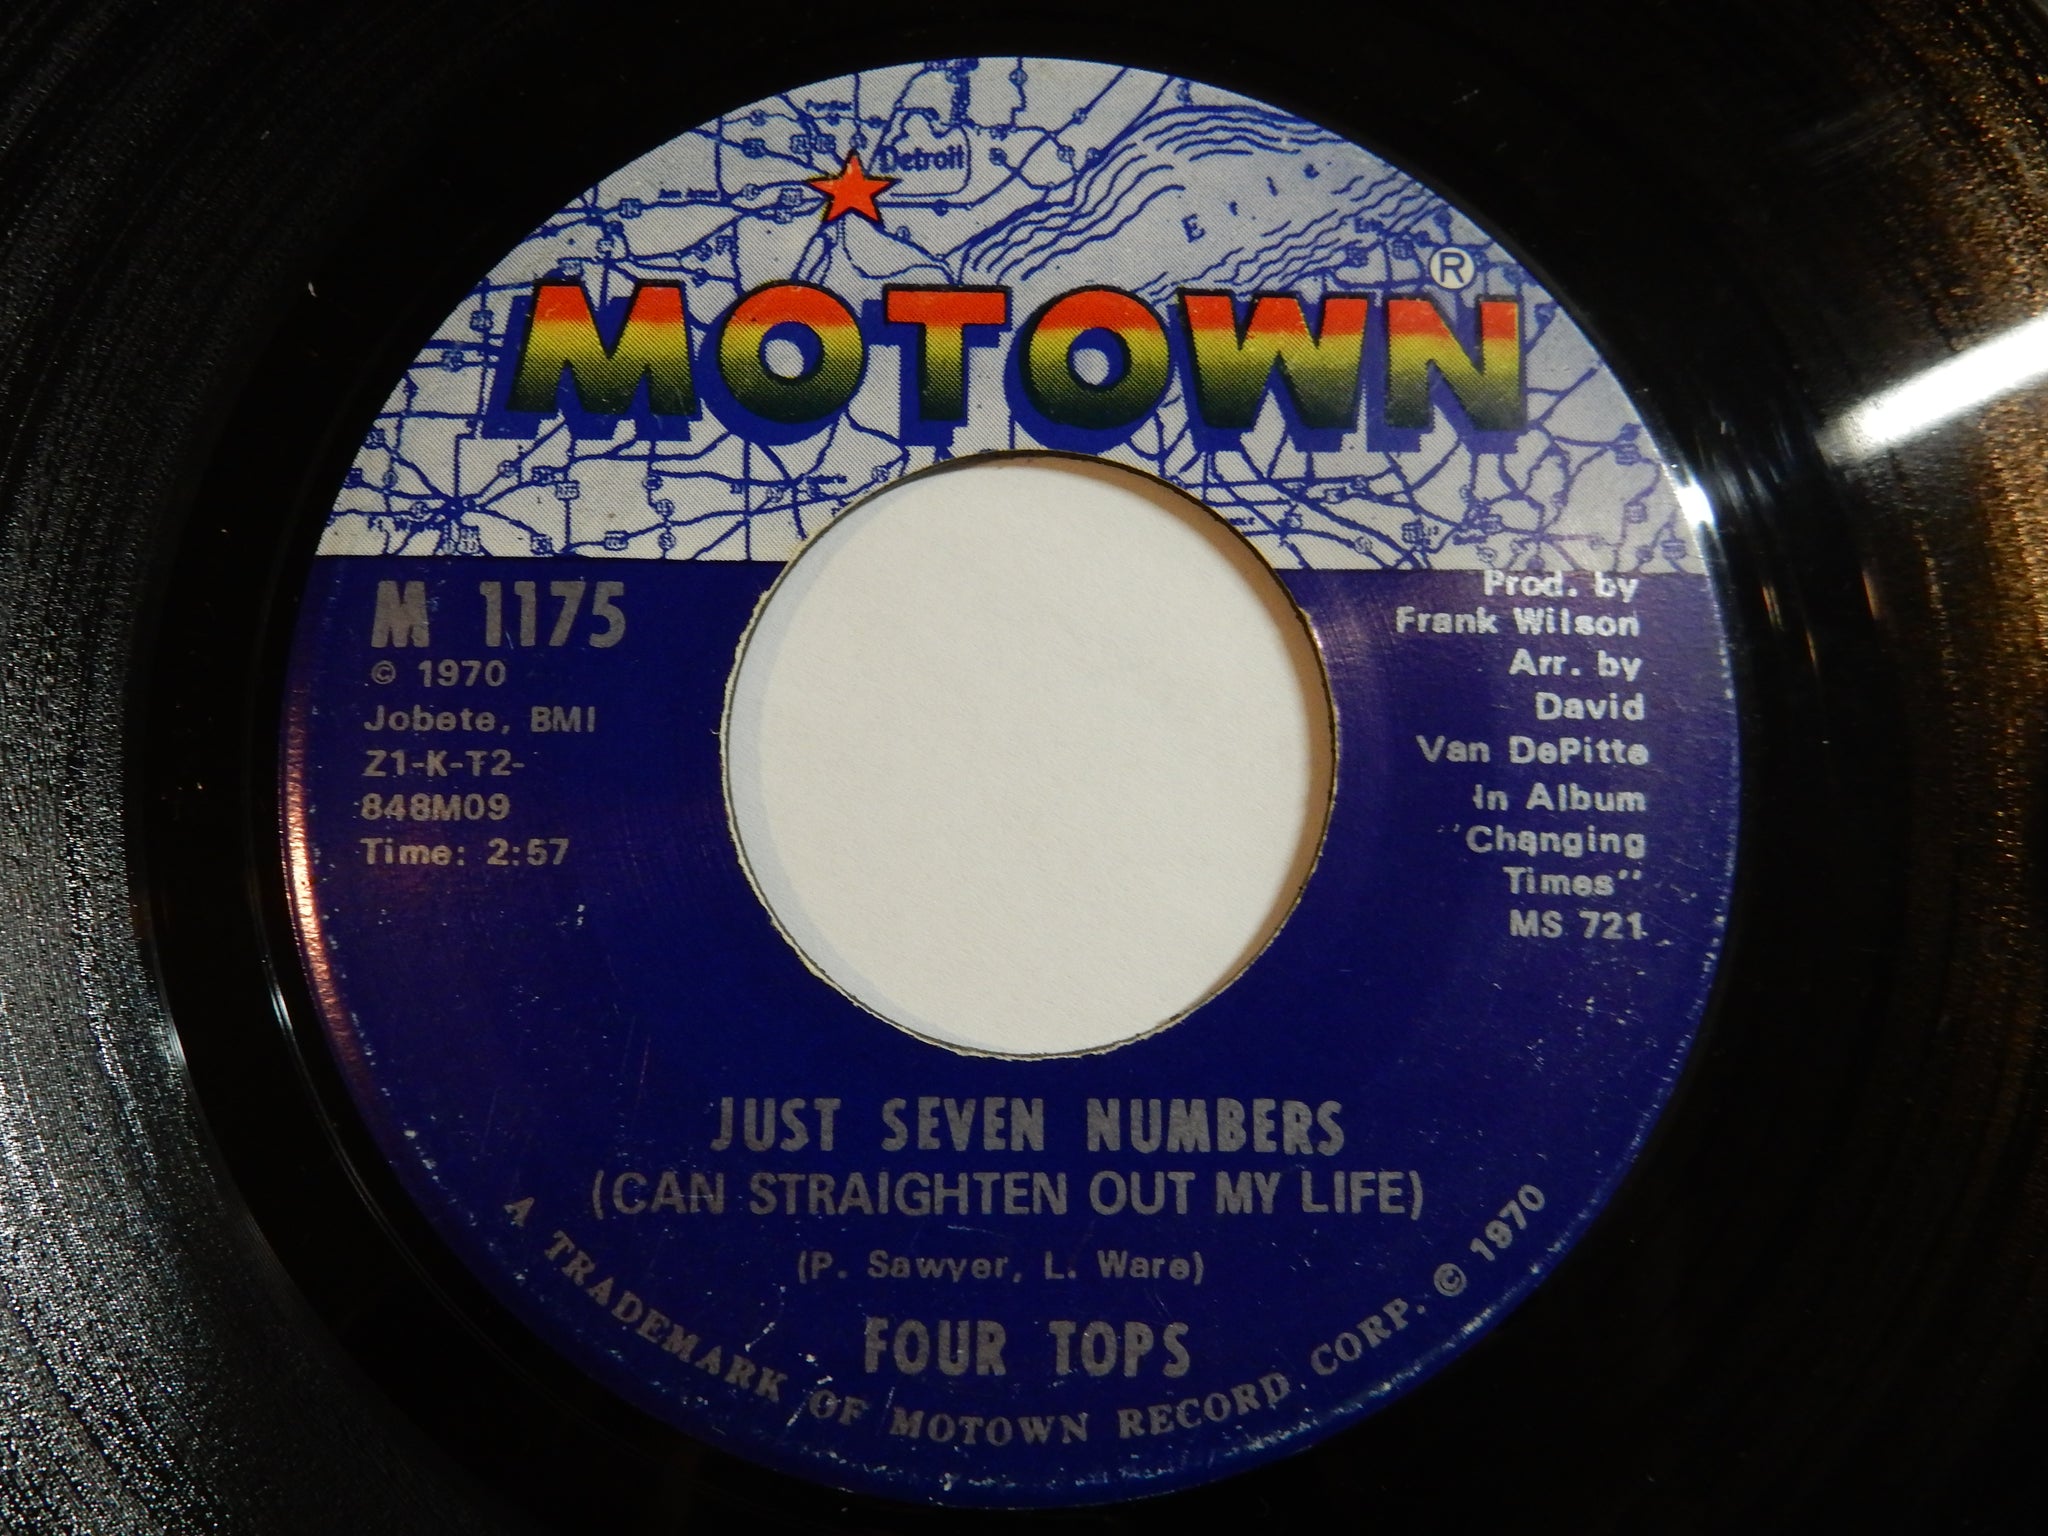 Detroit
Erie
MOTOWN®
M 1175
© 1970
Jobete, BMI
Z1-K-T2-
848M09
Time: 2:57
Prod. by
Frank Wilson
Arr. by
David
Van DePitte
In Album
"Changing
Times"
MS 721
JUST SEVEN NUMBERS
(CAN STRAIGHTEN OUT MY LIFE)
(P. Sawyer, L. Ware)
FOUR TOPS
A TRADEMARK OF MOTOWN RECORD CORP. © 1970